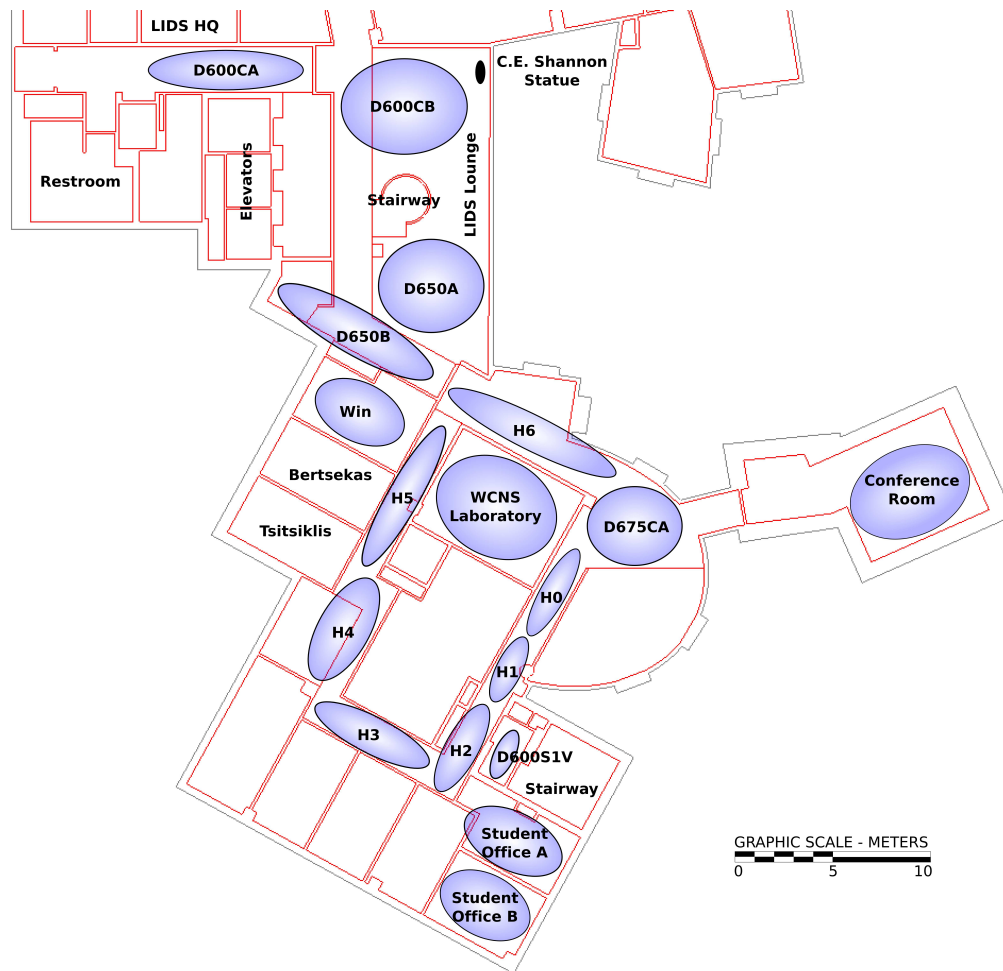 LIDS HQ
D600CA
C.E. Shannon
Statue
D600CB
LIDS Lounge
Elevators
Restroom
Stairway
D650A
D650B
Win
H6
Bertsekas
H5
WCNS
Laboratory
Conference
Room
Tsitsiklis
D675CA
H0
H4
H1
H3
H2
D600S1V
Stairway
Student
Office A
GRAPHIC SCALE - METERS
0 5 10
Student
Office B